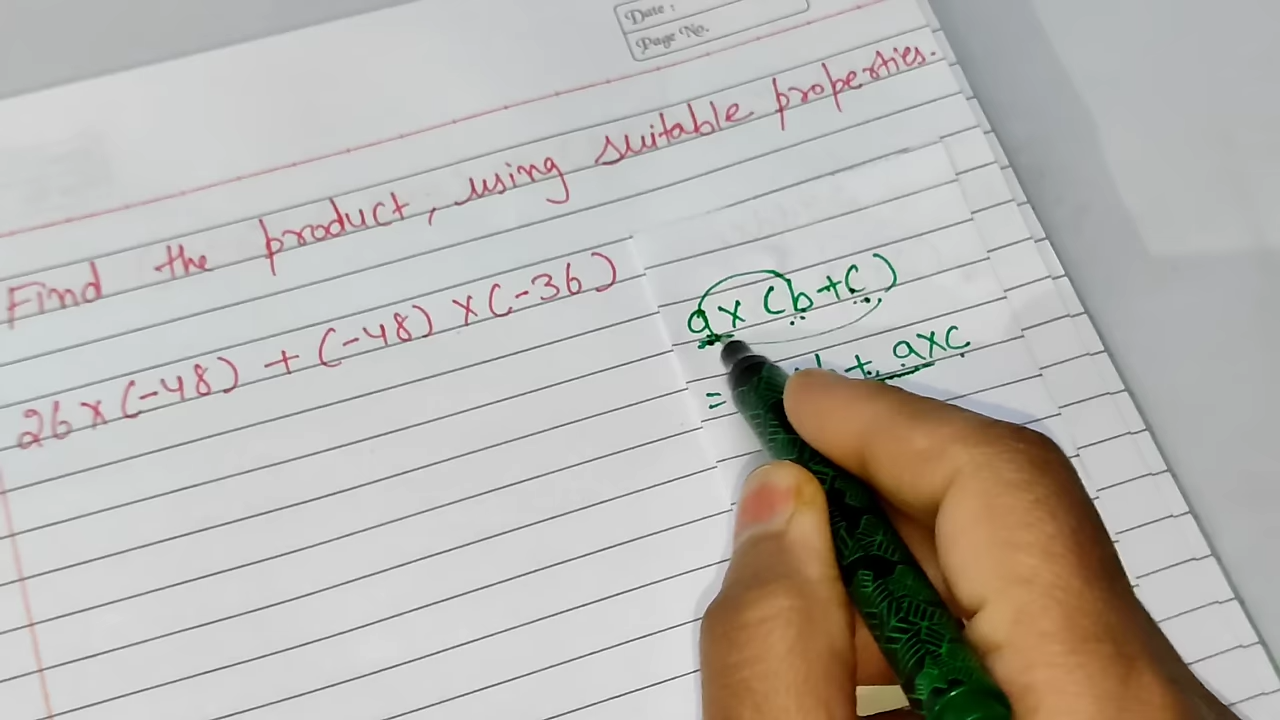 Date :
Page No.
Find the product, using suitable properties.
26 × (-48) + (-48) × (-36)
a × (b + c)
= + a × c